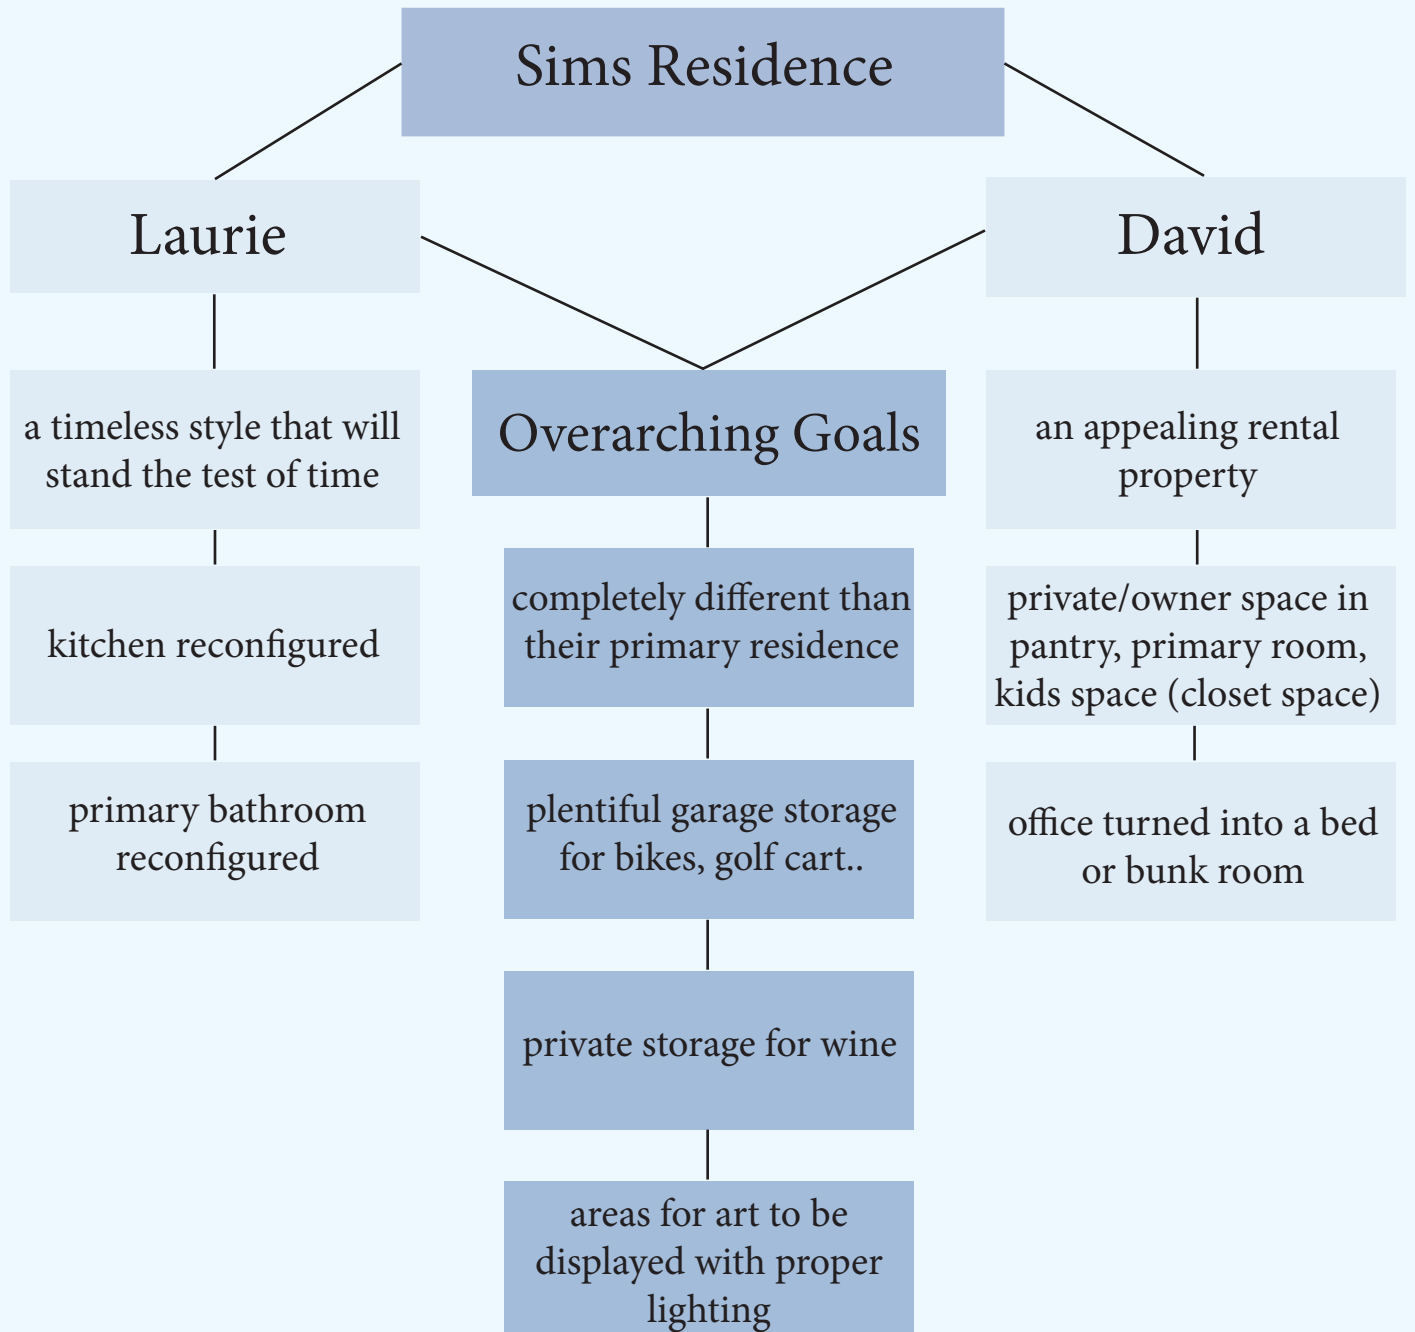 Sims Residence
Laurie
David
a timeless style that will
stand the test of time
kitchen reconfigured
primary bathroom
reconfigured
Overarching Goals
completely different than
their primary residence
plentiful garage storage
for bikes, golf cart..
private storage for wine
areas for art to be
displayed with proper
lighting
an appealing rental
property
private/owner space in
pantry, primary room,
kids space (closet space)
office turned into a bed
or bunk room